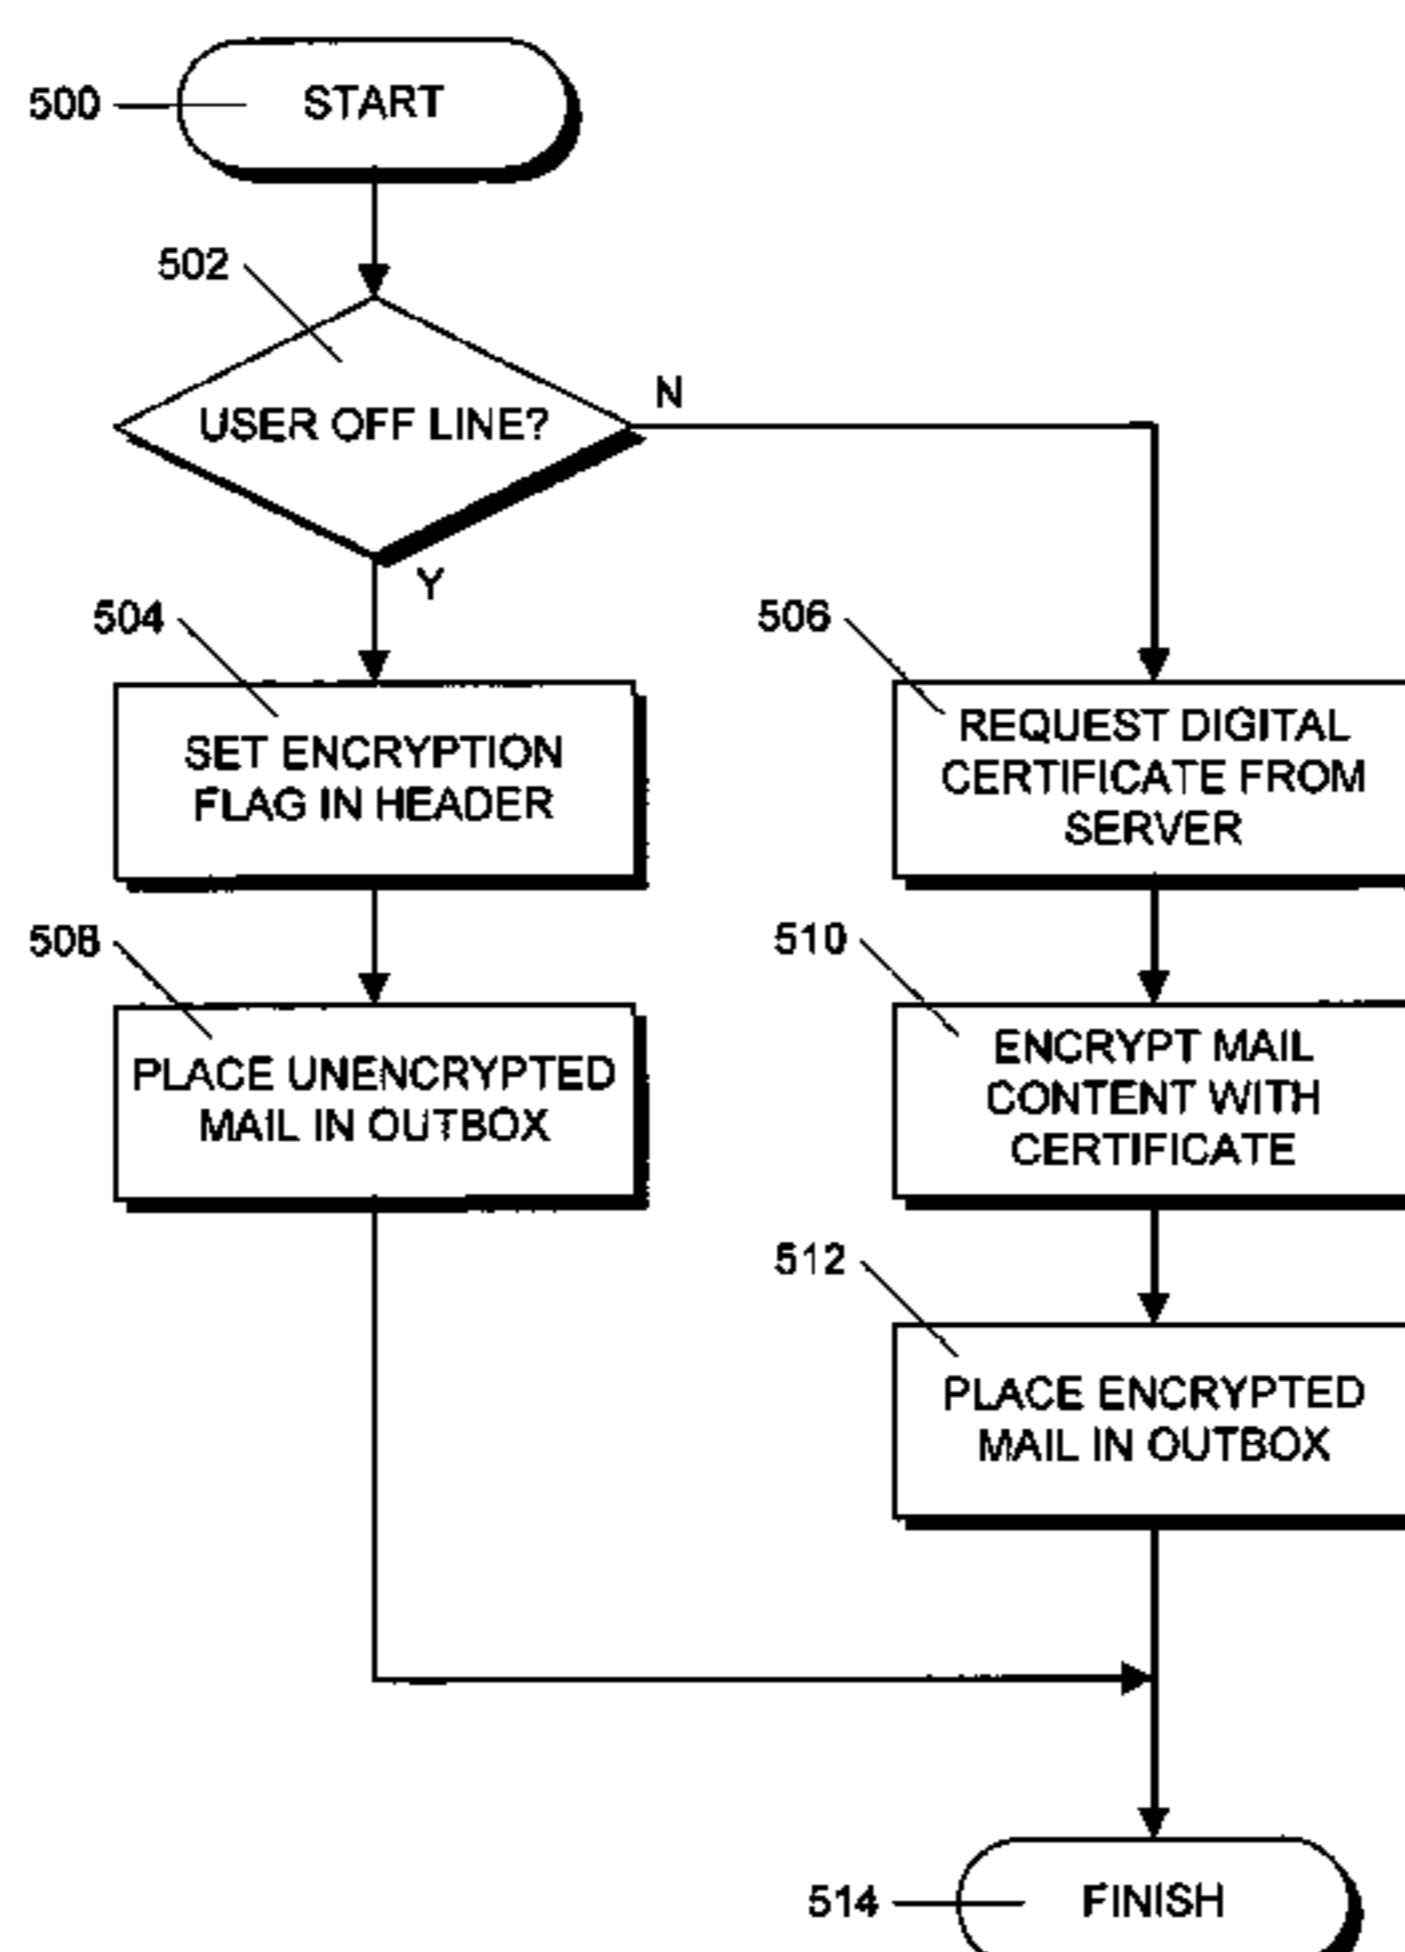 500
START
502
USER OFF LINE?
N
Y
504
SET ENCRYPTION
FLAG IN HEADER
506
REQUEST DIGITAL
CERTIFICATE FROM
SERVER
508
PLACE UNENCRYPTED
MAIL IN OUTBOX
510
ENCRYPT MAIL
CONTENT WITH
CERTIFICATE
512
PLACE ENCRYPTED
MAIL IN OUTBOX
514
FINISH